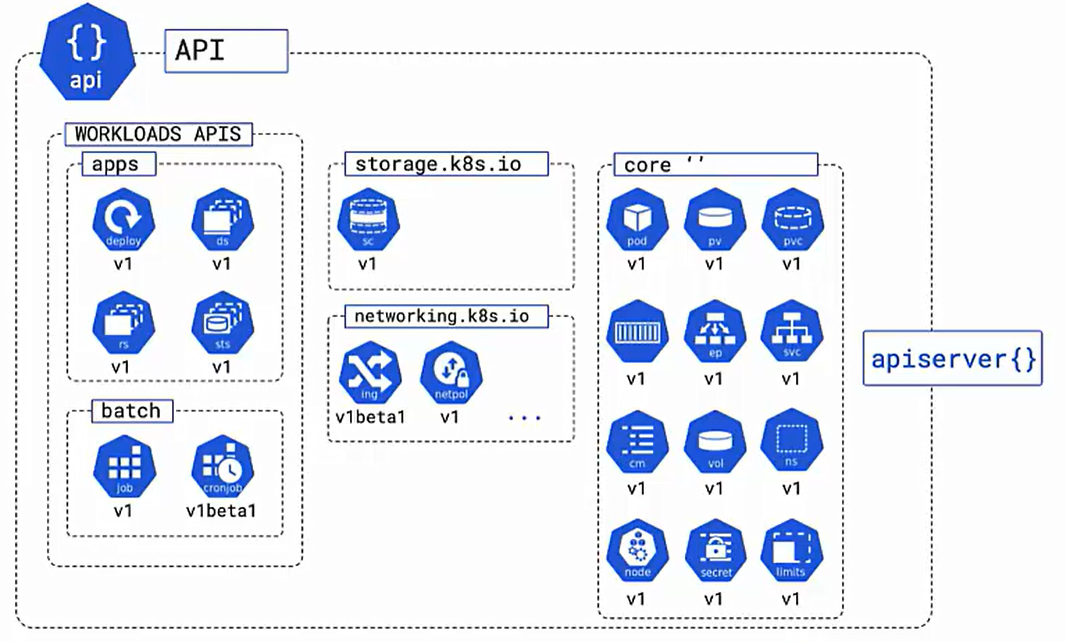 {}
api
API
WORKLOADS APIS
apps
deploy
v1
ds
v1
rs
v1
sts
v1
batch
job
v1
cronjob
v1beta1
storage.k8s.io
sc
v1
networking.k8s.io
ing
v1beta1
netpol
v1
...
core ''
pod
v1
pv
v1
pvc
v1
v1
ep
v1
svc
v1
cm
v1
vol
v1
ns
v1
node
v1
secret
v1
limits
v1
apiserver{}